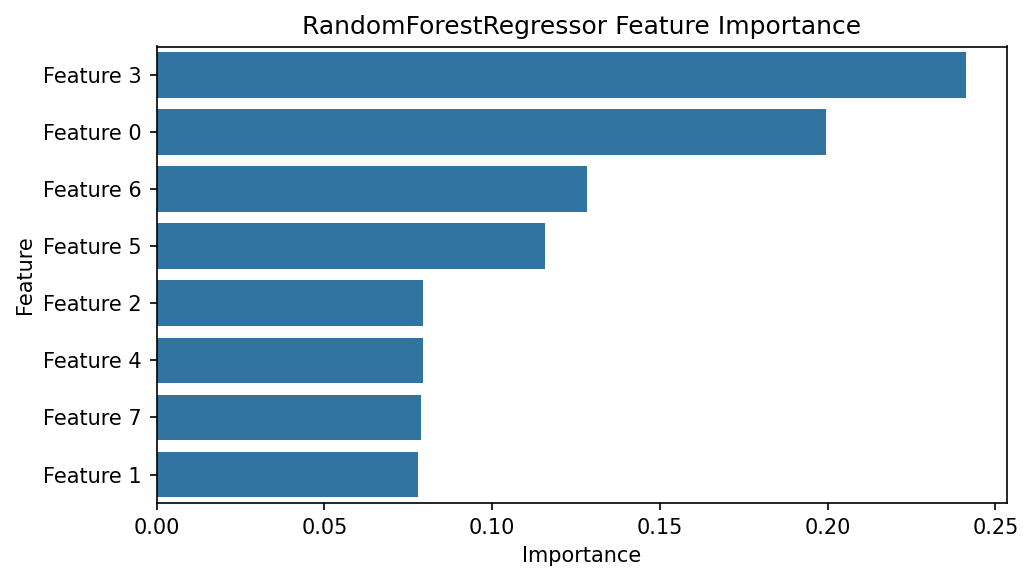 RandomForestRegressor Feature Importance
Feature 3
Feature 0
Feature 6
Feature 5
Feature 2
Feature 4
Feature 7
Feature 1
Feature
0.00 0.05 0.10 0.15 0.20 0.25
Importance